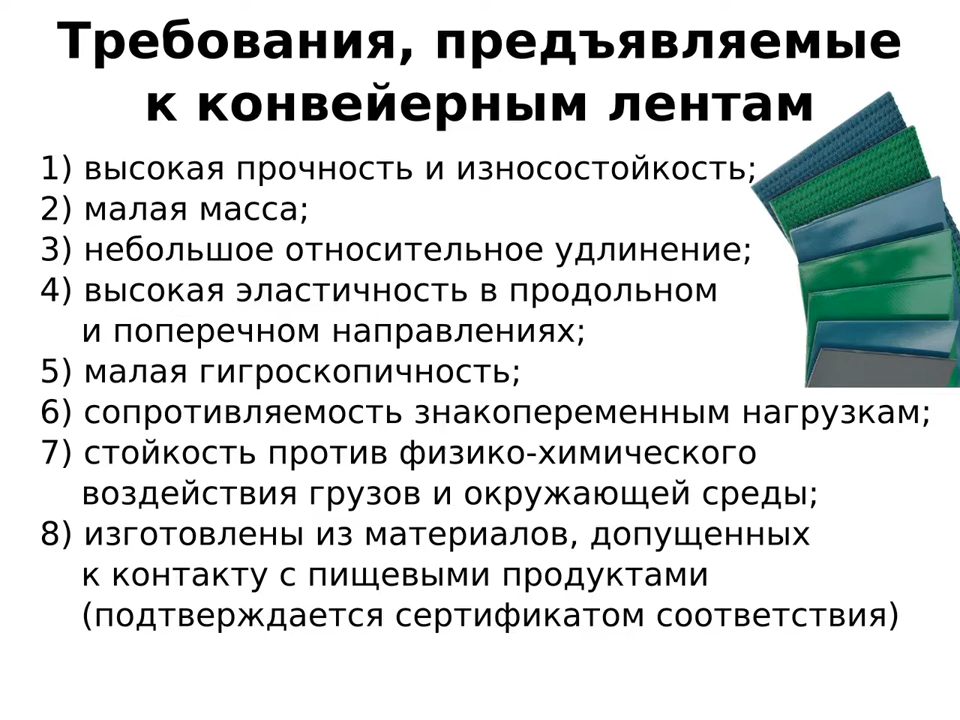 Требования, предъявляемые
к конвейерным лентам
1) высокая прочность и износостойкость;
2) малая масса;
3) небольшое относительное удлинение;
4) высокая эластичность в продольном
и поперечном направлениях;
5) малая гигроскопичность;
6) сопротивляемость знакопеременным нагрузкам;
7) стойкость против физико-химического
воздействия грузов и окружающей среды;
8) изготовлены из материалов, допущенных
к контакту с пищевыми продуктами
(подтверждается сертификатом соответствия)